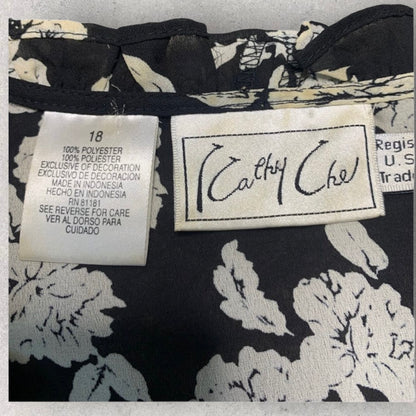 18
100% POLYESTER
100% POLIESTER
EXCLUSIVE OF DECORATION
EXCLUSIVO DE DECORACION
MADE IN INDONESIA
HECHO EN INDONESIA
RN 81181
SEE REVERSE FOR CARE
VER AL DORSO PARA
CUIDADO
Kathy Che
Regis
U.S
Trade